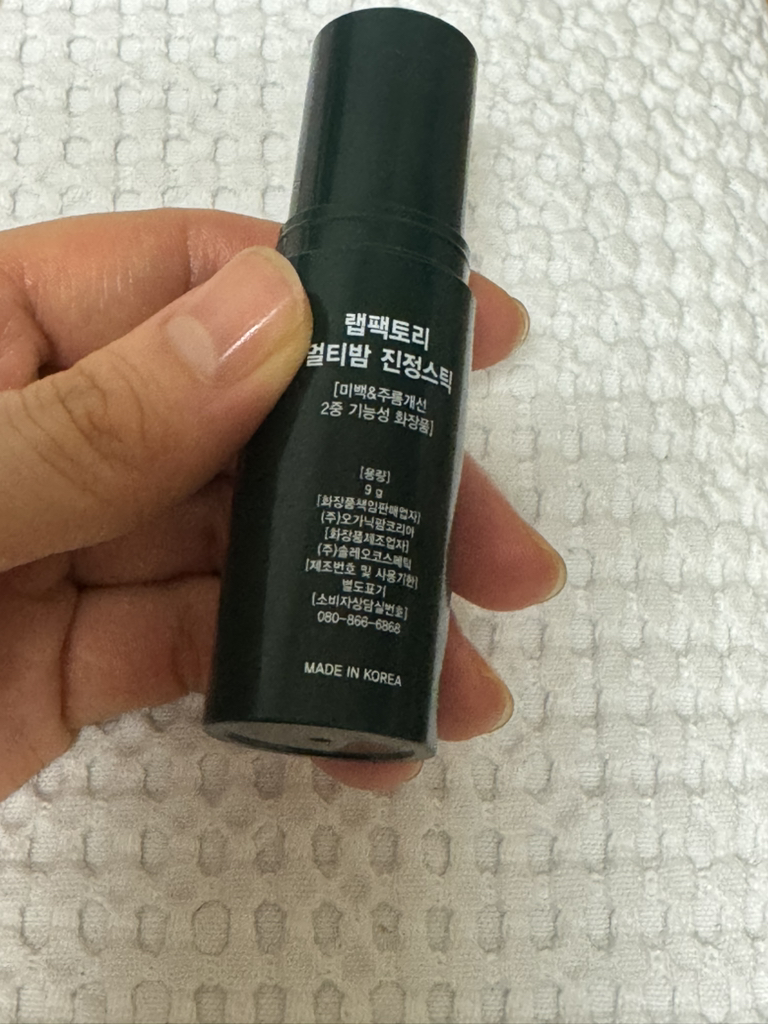 랩팩토리
멀티밤 진정스틱
[미백&주름개선
2중 기능성 화장품]
[용량]
9 g
[화장품책임판매업자]
(주)오가닉팜코리아
[화장품제조업자]
(주)솔레오코스메틱
[제조번호 및 사용기한]
별도표기
[소비자상담실번호]
080-866-6868
MADE IN KOREA